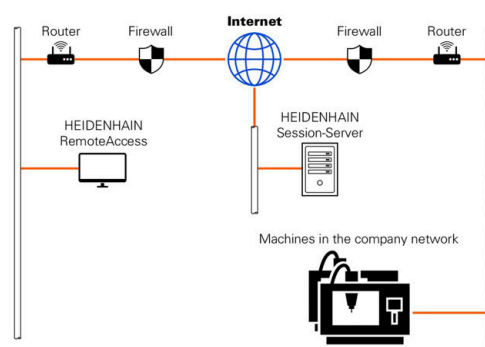 Internet
Router
Firewall
Firewall
Router
HEIDENHAIN
RemoteAccess
HEIDENHAIN
Session-Server
Machines in the company network